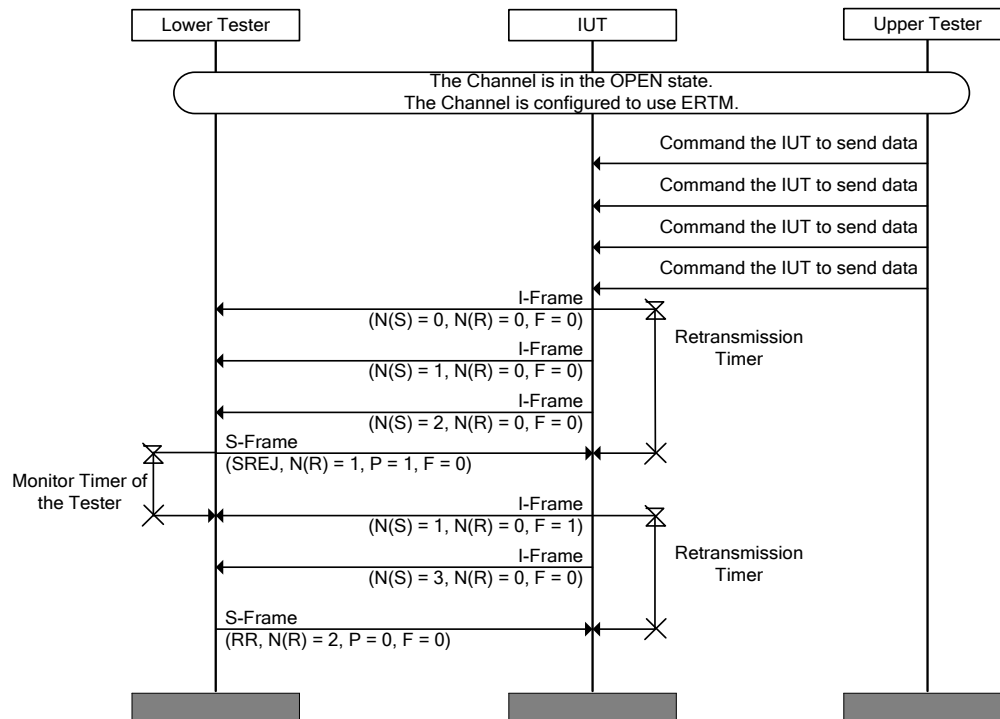 Lower Tester
IUT
Upper Tester
The Channel is in the OPEN state.
The Channel is configured to use ERTM.
Command the IUT to send data
Command the IUT to send data
Command the IUT to send data
Command the IUT to send data
I-Frame
(N(S) = 0, N(R) = 0, F = 0)
Retransmission
Timer
I-Frame
(N(S) = 1, N(R) = 0, F = 0)
I-Frame
(N(S) = 2, N(R) = 0, F = 0)
S-Frame
(SREJ, N(R) = 1, P = 1, F = 0)
Monitor Timer of
the Tester
I-Frame
(N(S) = 1, N(R) = 0, F = 1)
Retransmission
Timer
I-Frame
(N(S) = 3, N(R) = 0, F = 0)
S-Frame
(RR, N(R) = 2, P = 0, F = 0)